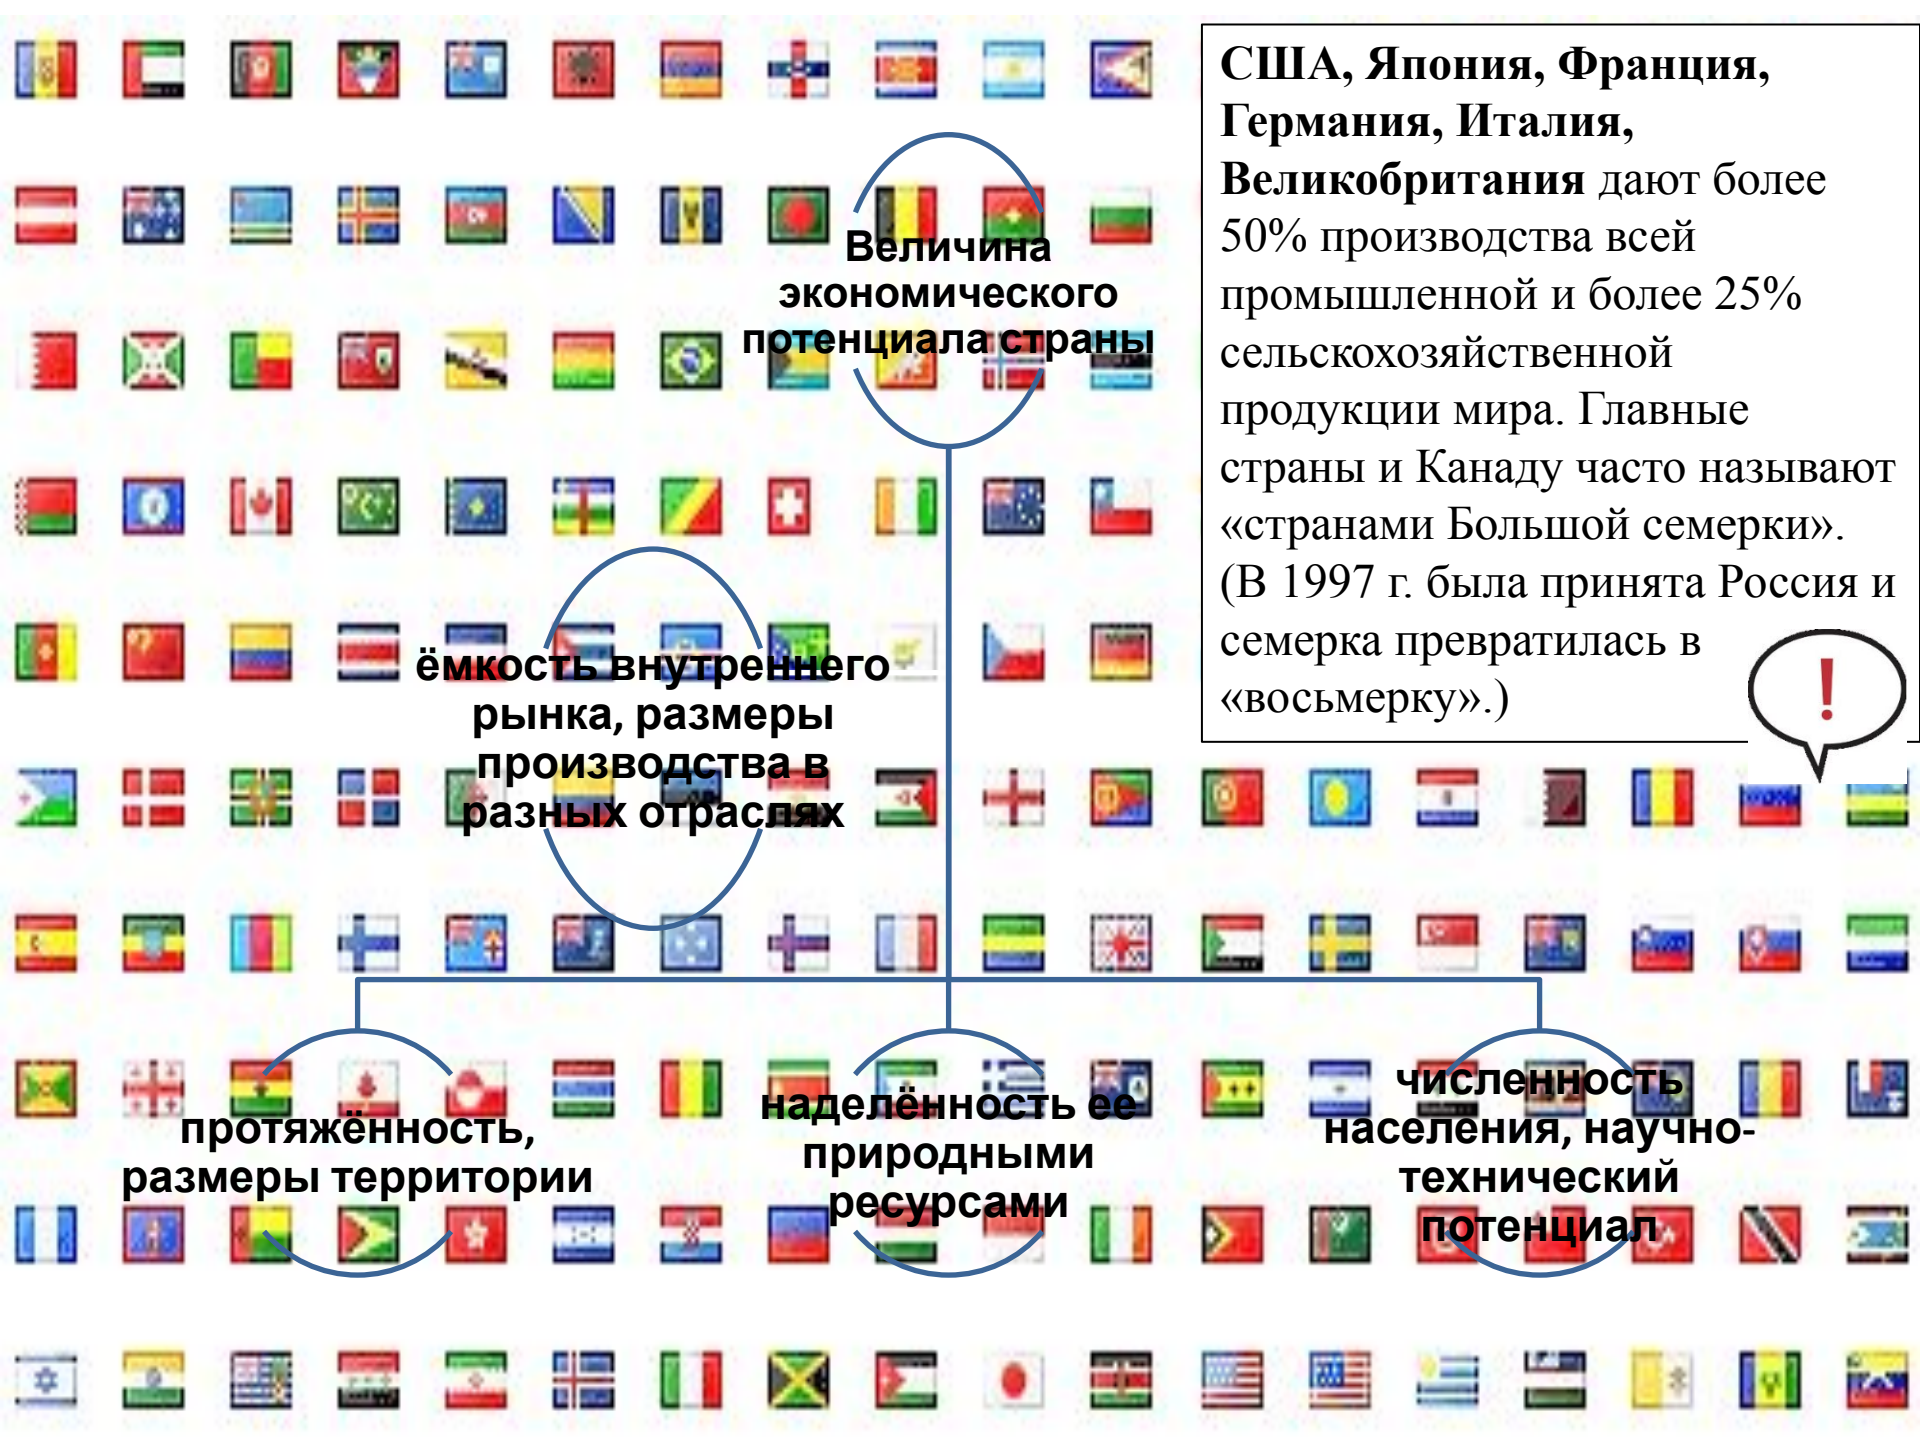 США, Япония, Франция,
Германия, Италия,
Великобритания дают более
50% производства всей
промышленной и более 25%
сельскохозяйственной
продукции мира. Главные
страны и Канаду часто называют
«странами Большой семерки».
(В 1997 г. была принята Россия и
семерка превратилась в
«восьмерку».)
!
Величина
экономического
потенциала страны
ёмкость внутреннего
рынка, размеры
производства в
разных отраслях
протяжённость,
размеры территории
наделённость ее
природными
ресурсами
численность
населения, научно-
технический
потенциал